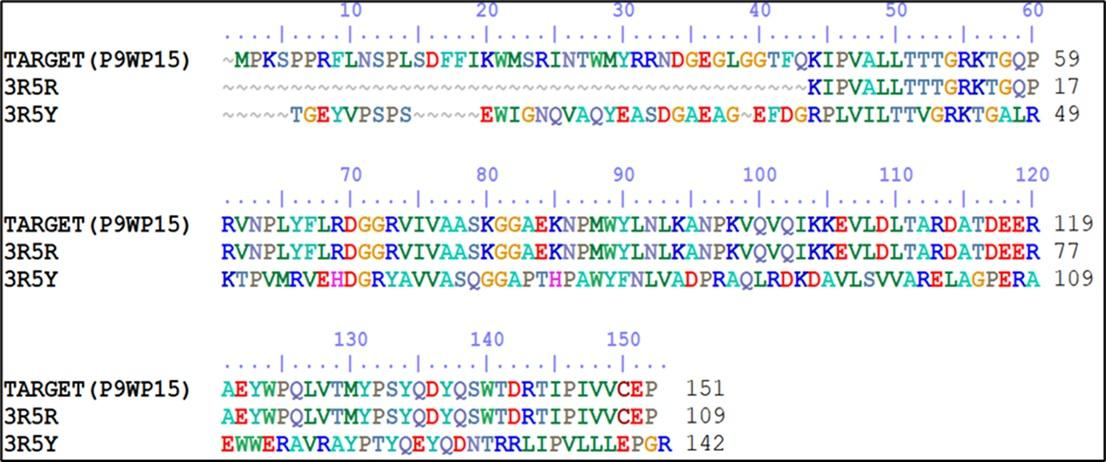 10 20 30 40 50 60
....|....|....|....|....|....|....|....|....|....|....|....|
TARGET(P9WP15) ~MPKSPPRFLNSPLSDFFIKWMSRINTWMYRRNDGEGLGGTFQKIPVALLTTTGRKTGQP 59
3R5R ~~~~~~~~~~~~~~~~~~~~~~~~~~~~~~~~~~~~~~~~~~~KIPVALLTTTGRKTGQP 17
3R5Y ~~~~~TGEYVPSPS~~~~~EWIGNQVAQYEASDGAEAG~EFDGRPLVILTTVGRKTGALR 49
70 80 90 100 110 120
....|....|....|....|....|....|....|....|....|....|....|....|
TARGET(P9WP15) RVNPLYFLRDGGRVIVAASKGGAEKNPMWYLNLKANPKVQVQIKKEVLDLTARDATDEER 119
3R5R RVNPLYFLRDGGRVIVAASKGGAEKNPMWYLNLKANPKVQVQIKKEVLDLTARDATDEER 77
3R5Y KTPVMRVEHDGRYAVVASQGGAPTHPAWYFNLVADPRAQLRDKDAVLSVVARELAGPERA 109
130 140 150
....|....|....|....|....|....|...
TARGET(P9WP15) AEYWPQLVTMYPSYQDYQSWTDRTIPIVVCEP 151
3R5R AEYWPQLVTMYPSYQDYQSWTDRTIPIVVCEP 109
3R5Y EWWERAVRAYPTYQEYQDNTRRLIPVLLLEPGR 142